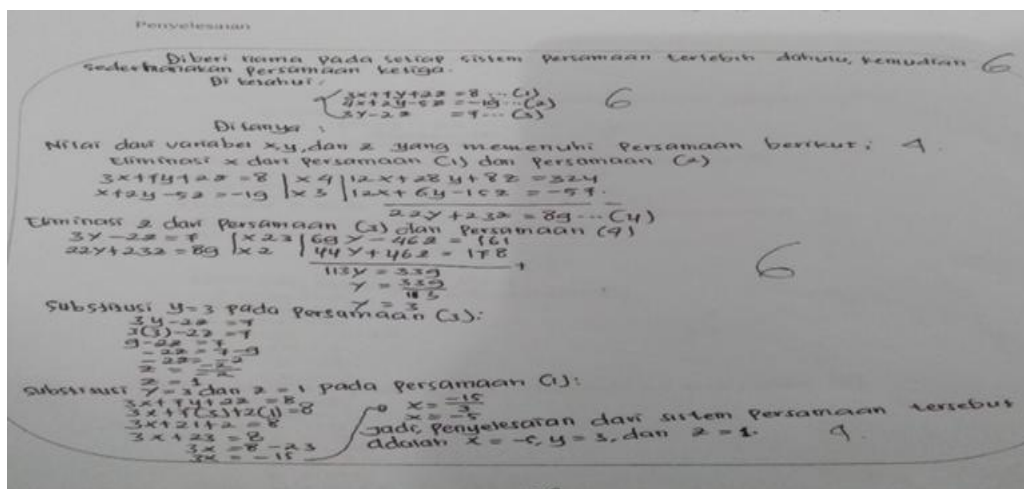 Penyelesaian
Diberi nama pada setiap sistem persamaan tersebih dahulu, kemudian 6
sederhanakan persamaan ketiga.
Diketahui:
3x+7y+2z = 8 ... (1)
4x+2y-5z = -19 ... (2) 6
3y-2z = 7 ... (3)
Ditanya:
Nilai dari variabel x,y, dan z yang memenuhi Persamaan berikut; 4.
Eliminasi x dari persamaan (1) dan persamaan (2)
3x+7y+2z = 8 | x 4 | 12x+28y+8z = 324
x+2y-5z = -19 | x 3 | 12x+6y-15z = -57.
22y+23z = 89 ... (4)
Eliminasi z dari Persamaan (3) dan Persamaan (4)
3y-2z = 7 | x 23 | 69y-46z = 161
22y+23z = 89 | x 2 | 44y+46z = 178 6
113y = 339 +
y = 339/113
y = 3
Substitusi y=3 pada Persamaan (3):
3y-2z = 7
3(3)-2z = 7
9-2z = 7
-2z = 7-9
-2z = -2
z = 1
Substitusi y=3 dan z=1 pada persamaan (1):
3x+7y+2z = 8
3x+7(3)+2(1) = 8
3x+21+2 = 8
3x+23 = 8
3x = 8-23
3x = -15
x = -15/3
x = -5
Jadi, Penyelesaian dari sistem persamaan tersebut
adalah x = -5, y = 3, dan z = 1. 4.